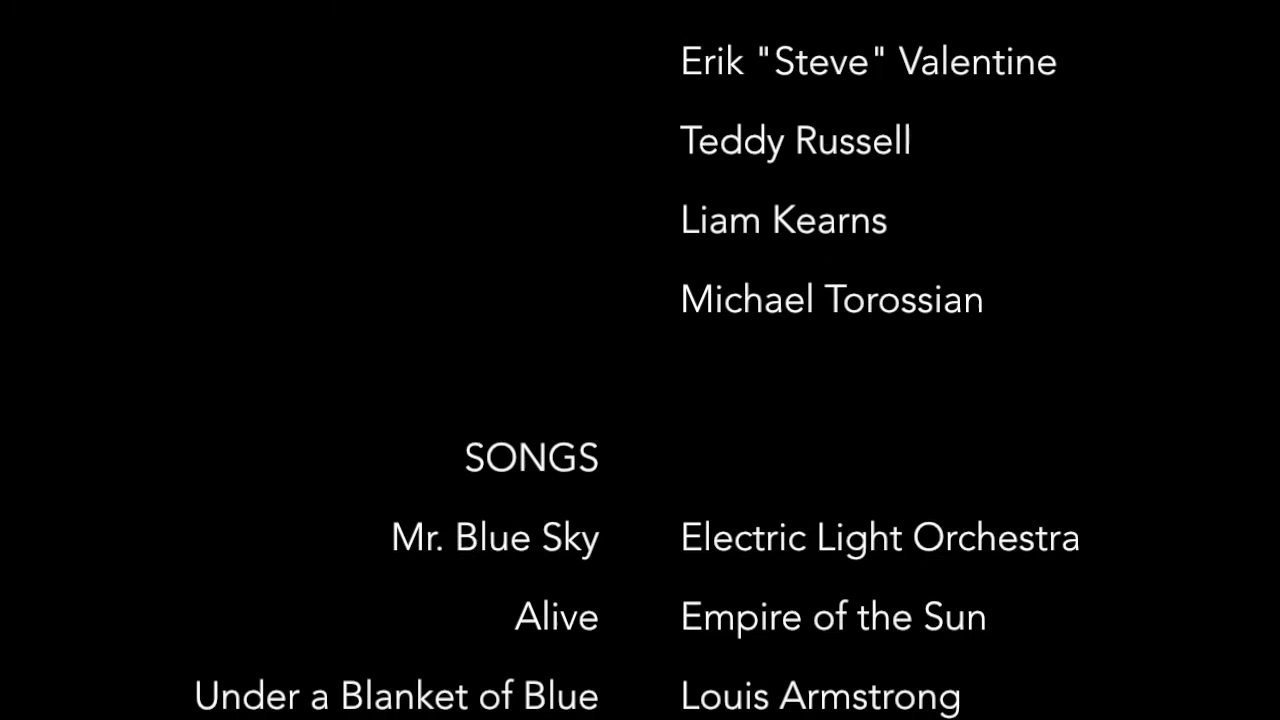 Erik "Steve" Valentine
Teddy Russell
Liam Kearns
Michael Torossian
SONGS
Mr. Blue Sky Electric Light Orchestra
Alive Empire of the Sun
Under a Blanket of Blue Louis Armstrong